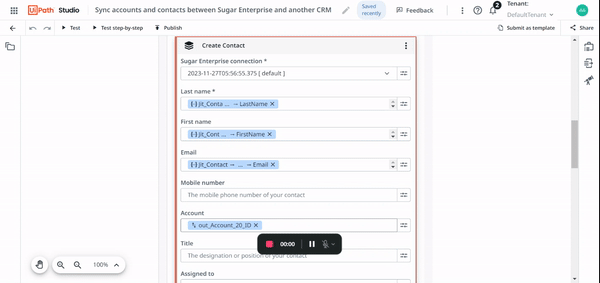 UiPath Studio
Sync accounts and contacts between Sugar Enterprise and another CRM
Saved recently
Feedback
2
Tenant:
DefaultTenant
AA
Test
Test step-by-step
Publish
Submit as template
Share
Create Contact
Sugar Enterprise connection *
2023-11-27T05:56:55.375 [ default ]
Last name *
Jit_Conta ... → LastName
First name
Jit_Cont ... → FirstName
Email
Jit_Contact → ... → Email
Mobile number
The mobile phone number of your contact
Account
out_Account_20_ID
00:00
Title
The designation or position of your contact
Assigned to
100%